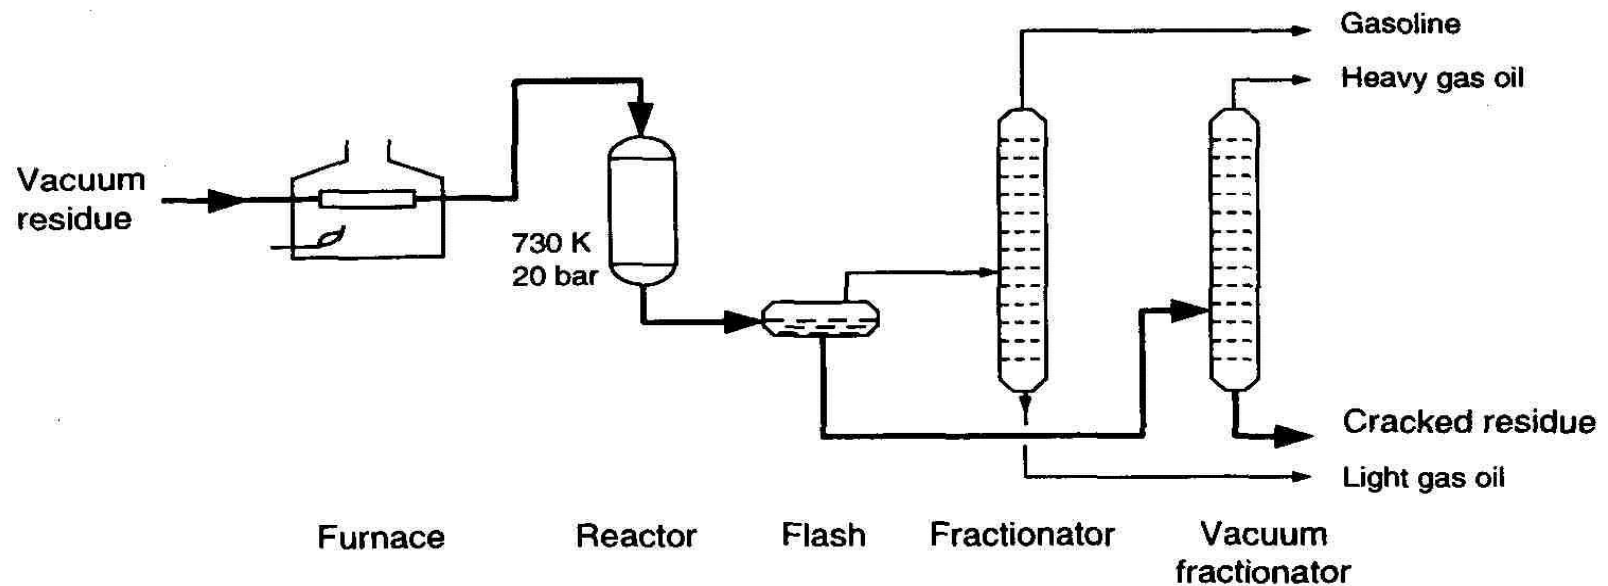 Gasoline
Heavy gas oil
Vacuum
residue
730 K
20 bar
Cracked residue
Light gas oil
Furnace
Reactor
Flash
Fractionator
Vacuum
fractionator